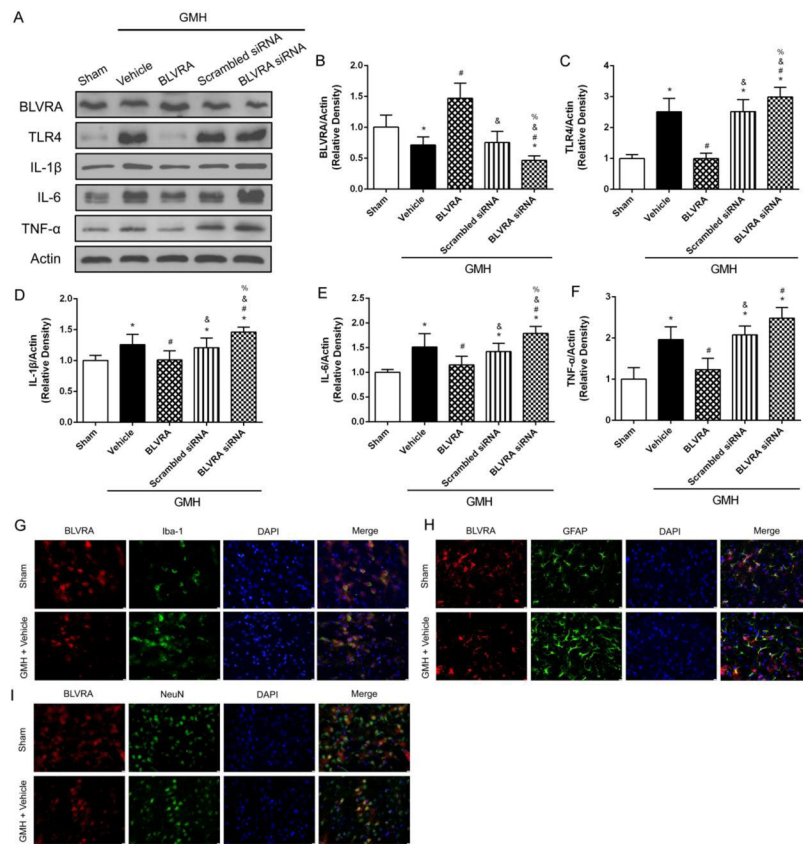 A
GMH
Sham
Vehicle
BLVRA
Scrambled siRNA
BLVRA siRNA
BLVRA
TLR4
IL-1β
IL-6
TNF-α
Actin
B
BLVRA/Actin
(Relative Density)
2.0
1.5
1.0
0.5
0.0
*
#
&
%
&
#
*
Sham
Vehicle
BLVRA
Scrambled siRNA
BLVRA siRNA
GMH
C
TLR4/Actin
(Relative Density)
4
3
2
1
0
*
#
&
*
%
&
#
*
Sham
Vehicle
BLVRA
Scrambled siRNA
BLVRA siRNA
GMH
D
IL-1β/Actin
(Relative Density)
2.0
1.5
1.0
0.5
0.0
*
#
&
*
%
&
#
*
Sham
Vehicle
BLVRA
Scrambled siRNA
BLVRA siRNA
GMH
E
IL-6/Actin
(Relative Density)
2.5
2.0
1.5
1.0
0.5
0.0
*
#
&
*
%
&
#
*
Sham
Vehicle
BLVRA
Scrambled siRNA
BLVRA siRNA
GMH
F
TNF-α/Actin
(Relative Density)
3
2
1
0
*
#
&
*
#
*
Sham
Vehicle
BLVRA
Scrambled siRNA
BLVRA siRNA
GMH
G
BLVRA Iba-1 DAPI Merge
Sham
GMH + Vehicle
H
BLVRA GFAP DAPI Merge
Sham
GMH + Vehicle
I
BLVRA NeuN DAPI Merge
Sham
GMH + Vehicle